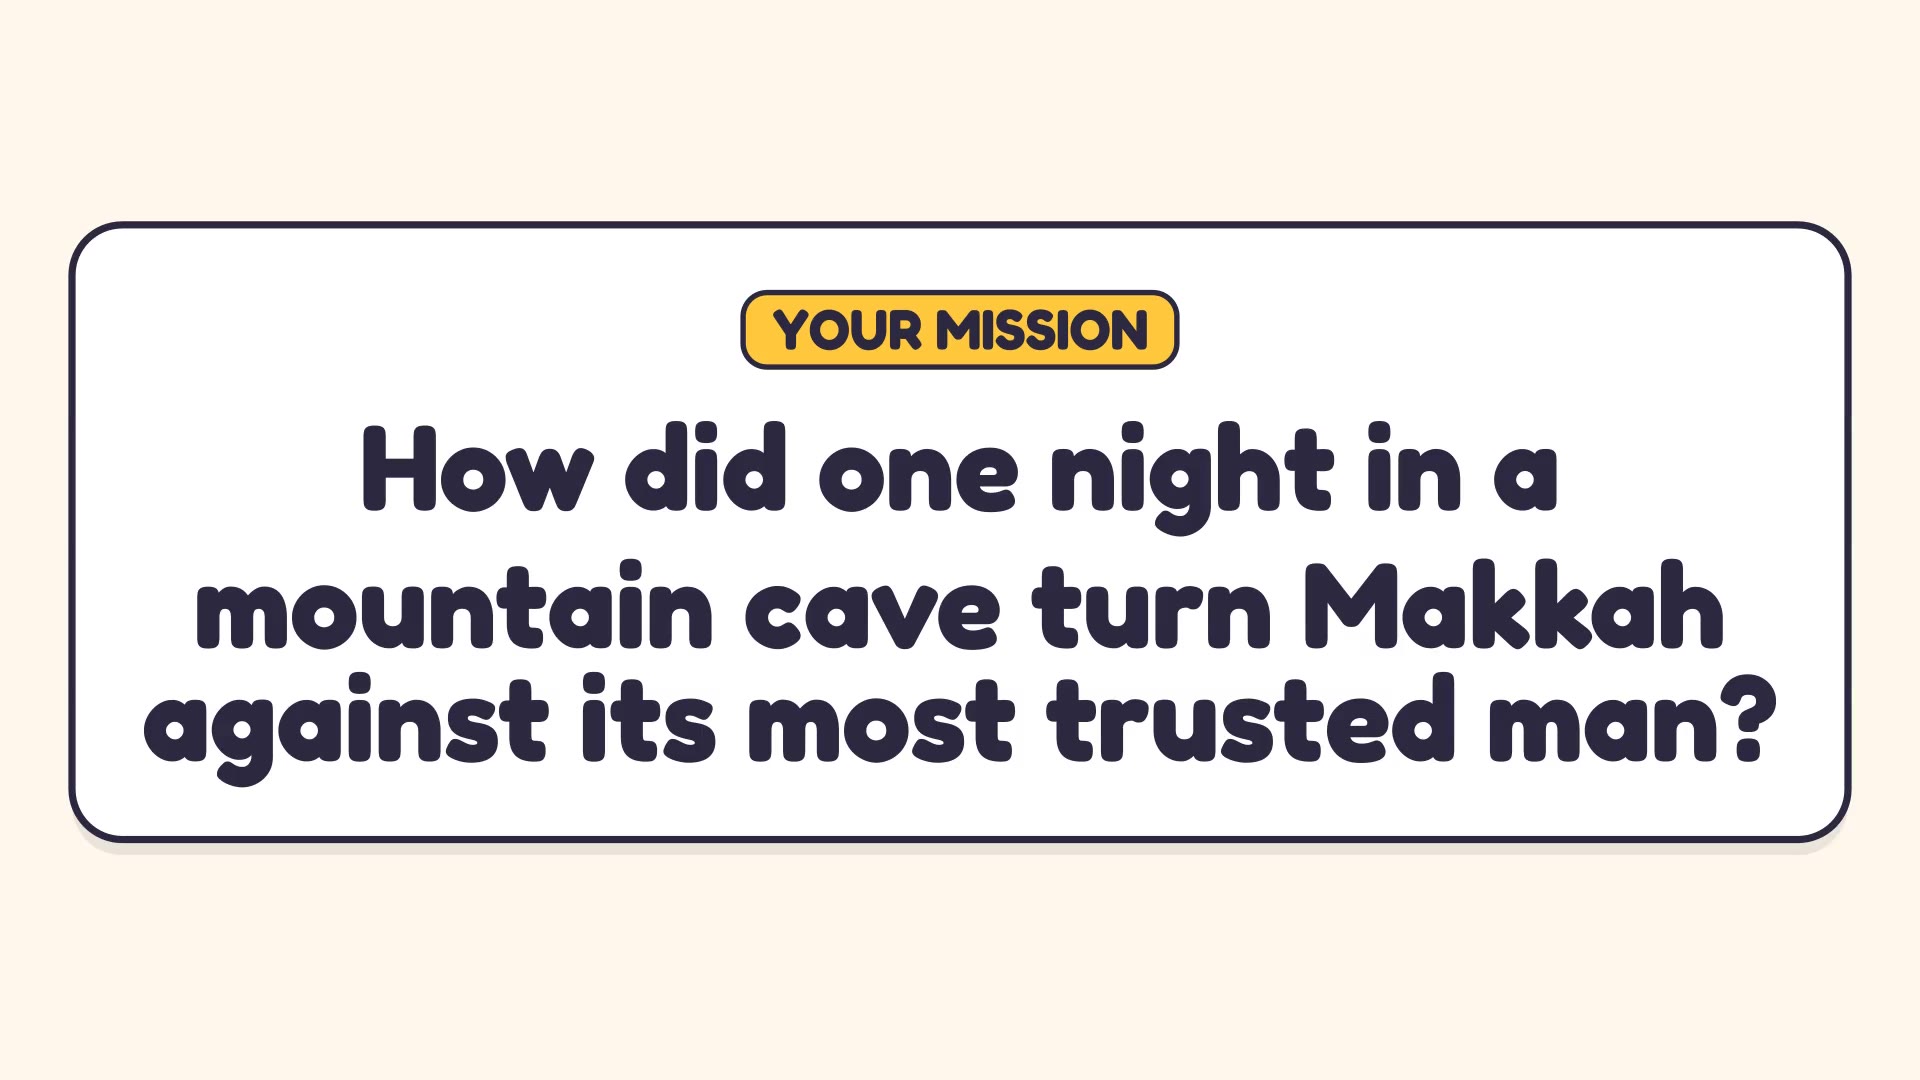 YOUR MISSION
How did one night in a
mountain cave turn Makkah
against its most trusted man?